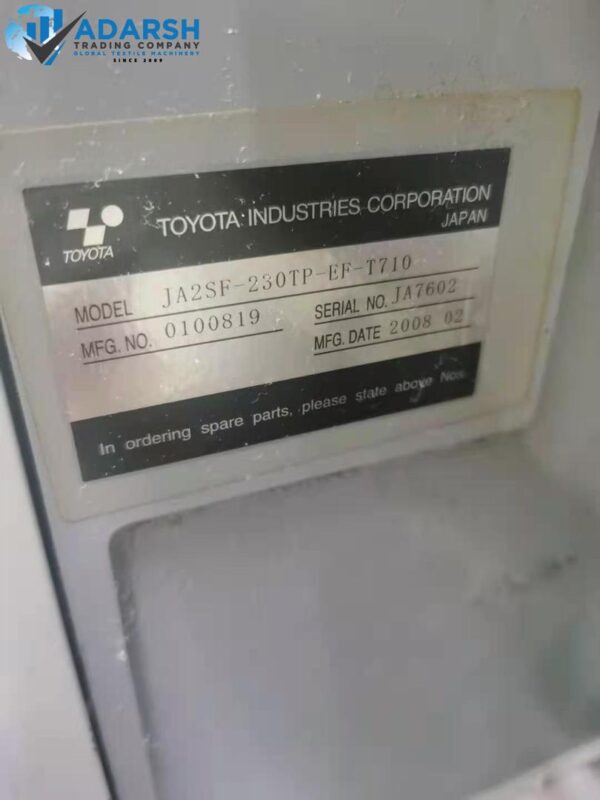 ADARSH
TRADING COMPANY
GLOBAL TEXTILE MACHINERY
SINCE 2009
TOYOTA INDUSTRIES CORPORATION
JAPAN
TOYOTA
MODEL JA2SF-230TP-EF-T710
MFG. NO. 0100819 SERIAL NO. JA7602
MFG. DATE 2008 02
In ordering spare parts, please state above Nos.